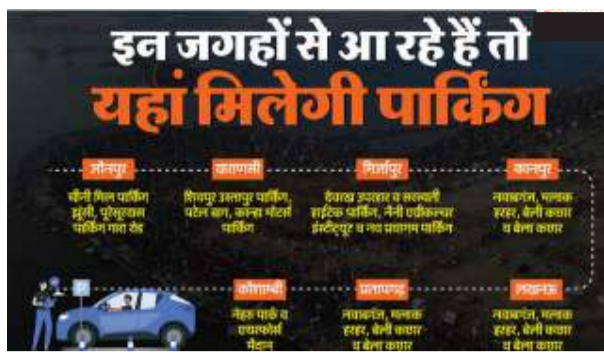 इन जगहों से आ रहे हैं तो
यहां मिलेगी पार्किंग
जौनपुर
वाराणसी
मिर्जापुर
कानपुर
चीनी मिल पार्किंग
झूंसी, पूरेसूरदास
पार्किंग गारा रोड
शिवपुर उस्तापुर पार्किंग,
पटेल बाग, कान्हा मोटर्स
पार्किंग
देवरख उपरहार व सरस्वती
हाईटेक पार्किंग, नैनी एग्रीकल्चर
इंस्टीट्यूट व नव प्रयागम पार्किंग
नवाबगंज, मलाक
हरहर, बेली कछार
व बेला कछार
कौशाम्बी
प्रतापगढ़
लखनऊ
नेहरू पार्क व
एयरफोर्स
मैदान
नवाबगंज, मलाक
हरहर, बेली कछार
व बेला कछार
नवाबगंज, मलाक
हरहर, बेली कछार
व बेला कछार
P